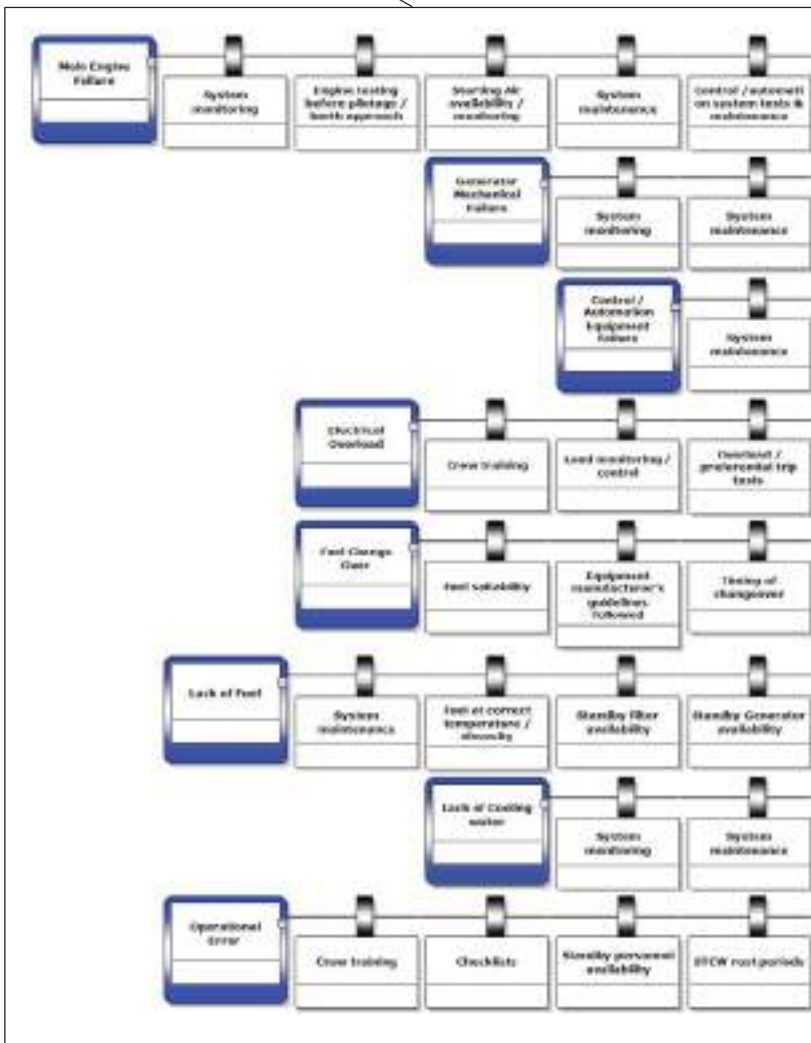 Main Engine
Failure
System
monitoring
Engine testing
before pilotage /
berth approach
Starting Air
availability /
monitoring
System
maintenance
Control / automati
on system tests &
maintenance
Generator
Mechanical
Failure
System
monitoring
System
maintenance
Control /
Automation
Equipment
Failure
System
maintenance
Electrical
Overload
Crew training
Load monitoring /
control
Overload /
preferential trip
tests
Fuel Change
Over
Fuel suitability
Equipment
manufacturer's
guidelines
followed
Timing of
changeover
Lack of Fuel
System
maintenance
Fuel at correct
temperature /
viscosity
Standby filter
availability
Standby Generator
availability
Lack of Cooling
water
System
monitoring
System
maintenance
Operational
Error
Crew training
Checklists
Standby personnel
availability
STCW rest periods